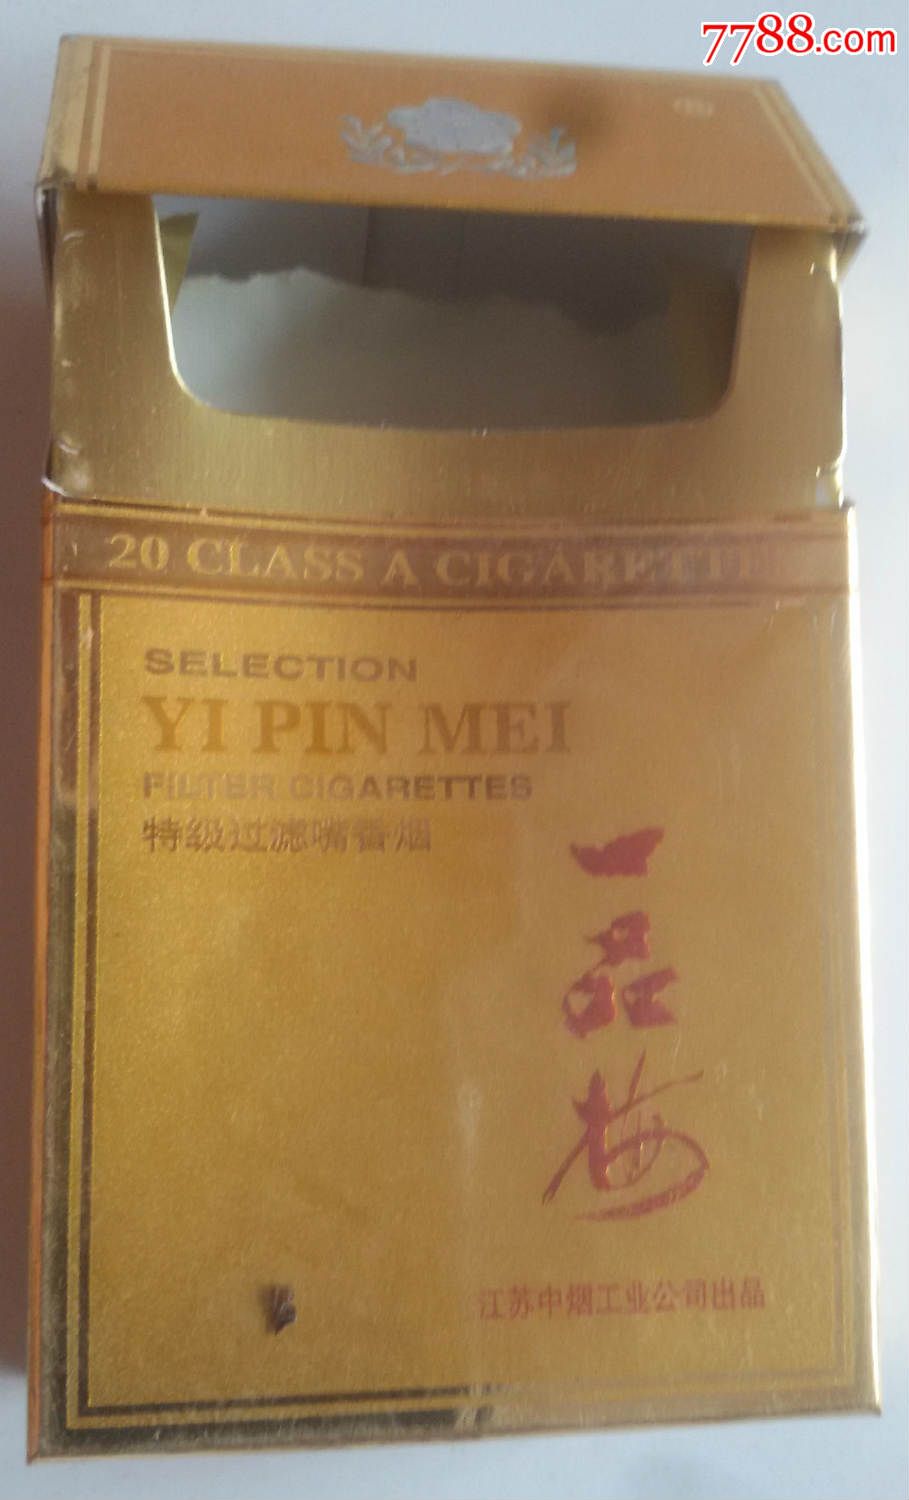 7788.com
20 CLASS A CIGARETTES
SELECTION
YI PIN MEI
FILTER CIGARETTES
特级过滤嘴香烟
一品梅
江苏中烟工业公司出品